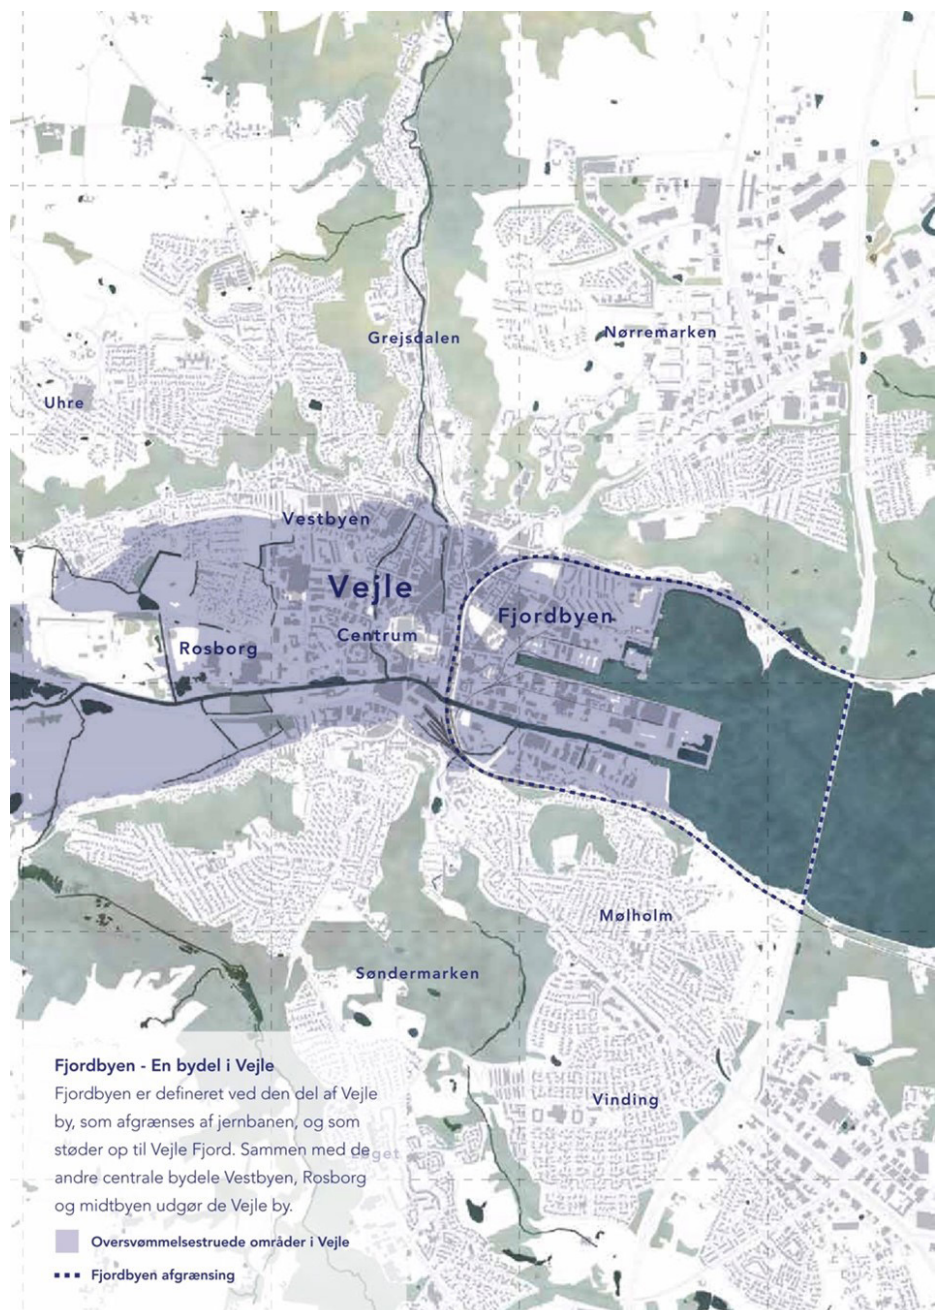 Grejsdalen
Nørremarken
Uhre
Vestbyen
Vejle
Fjordbyen
Centrum
Rosborg
Mølholm
Søndermarken
Vinding
Fjordbyen - En bydel i Vejle
Fjordbyen er defineret ved den del af Vejle
by, som afgrænses af jernbanen, og som
støder op til Vejle Fjord. Sammen med de
andre centrale bydele Vestbyen, Rosborg
og midtbyen udgør de Vejle by.
Oversvømmelsestruede områder i Vejle
Fjordbyen afgrænsing